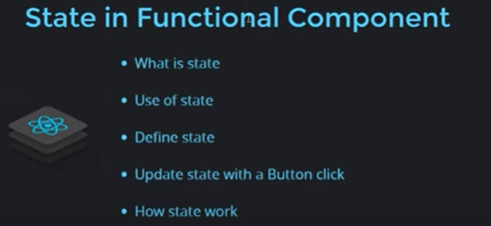 State in Functional Component
• What is state
• Use of state
• Define state
• Update state with a Button click
• How state work